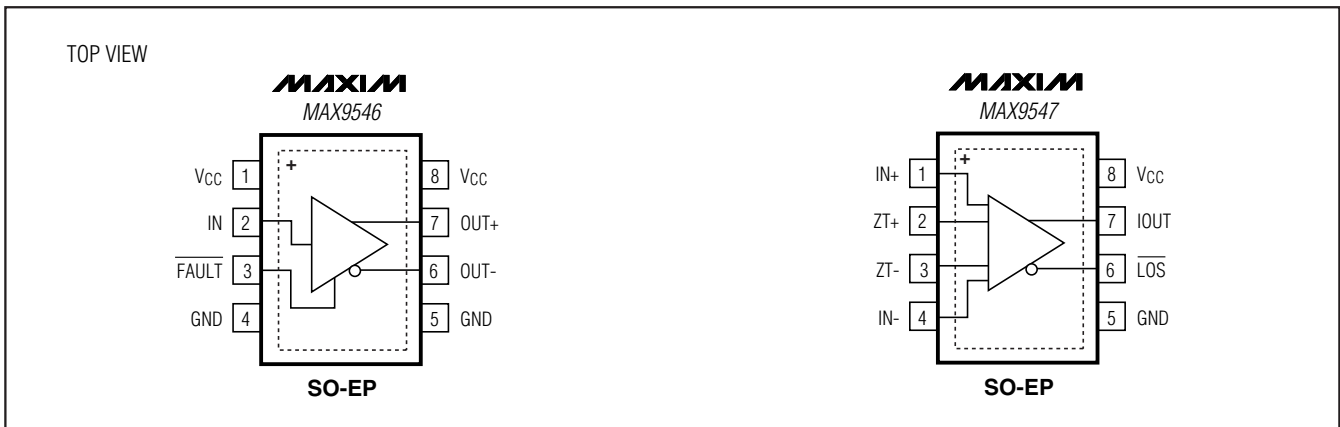 TOP VIEW
MAXIM
MAX9546
+
VCC 1
8 VCC
IN 2
7 OUT+
FAULT 3
6 OUT-
GND 4
5 GND
SO-EP
MAXIM
MAX9547
+
IN+ 1
8 VCC
ZT+ 2
7 IOUT
ZT- 3
6 LOS
IN- 4
5 GND
SO-EP